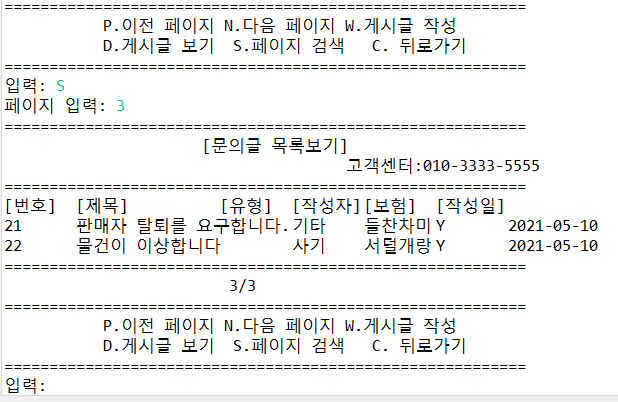 ==========================================================
P.이전 페이지 N.다음 페이지 W.게시글 작성
D.게시글 보기 S.페이지 검색 C. 뒤로가기
==========================================================
입력: S
페이지 입력: 3
==========================================================
[문의글 목록보기]
고객센터:010-3333-5555
==========================================================
[번호] [제목] [유형] [작성자][보험] [작성일]
21 판매자 탈퇴를 요구합니다.기타 들찬차미 Y 2021-05-10
22 물건이 이상합니다 사기 서덜개랑 Y 2021-05-10
==========================================================
3/3
==========================================================
P.이전 페이지 N.다음 페이지 W.게시글 작성
D.게시글 보기 S.페이지 검색 C. 뒤로가기
==========================================================
입력: